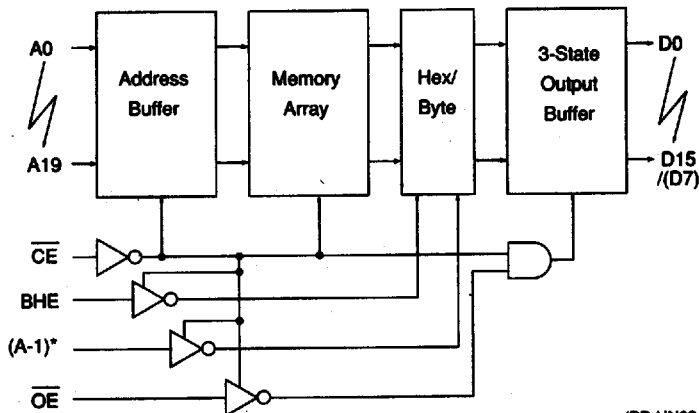 A0
Address
Buffer
Memory
Array
Hex/
Byte
3-State
Output
Buffer
D0
A19
D15
/(D7)
CE
BHE
(A-1)*
OE